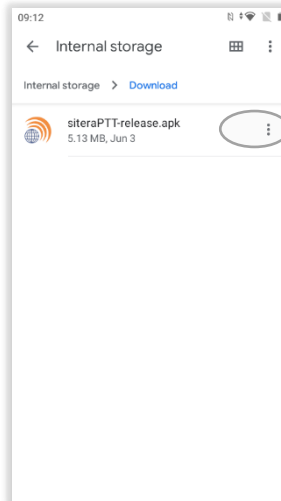 09:12
Internal storage
Internal storage > Download
siteraPTT-release.apk
5.13 MB, Jun 3